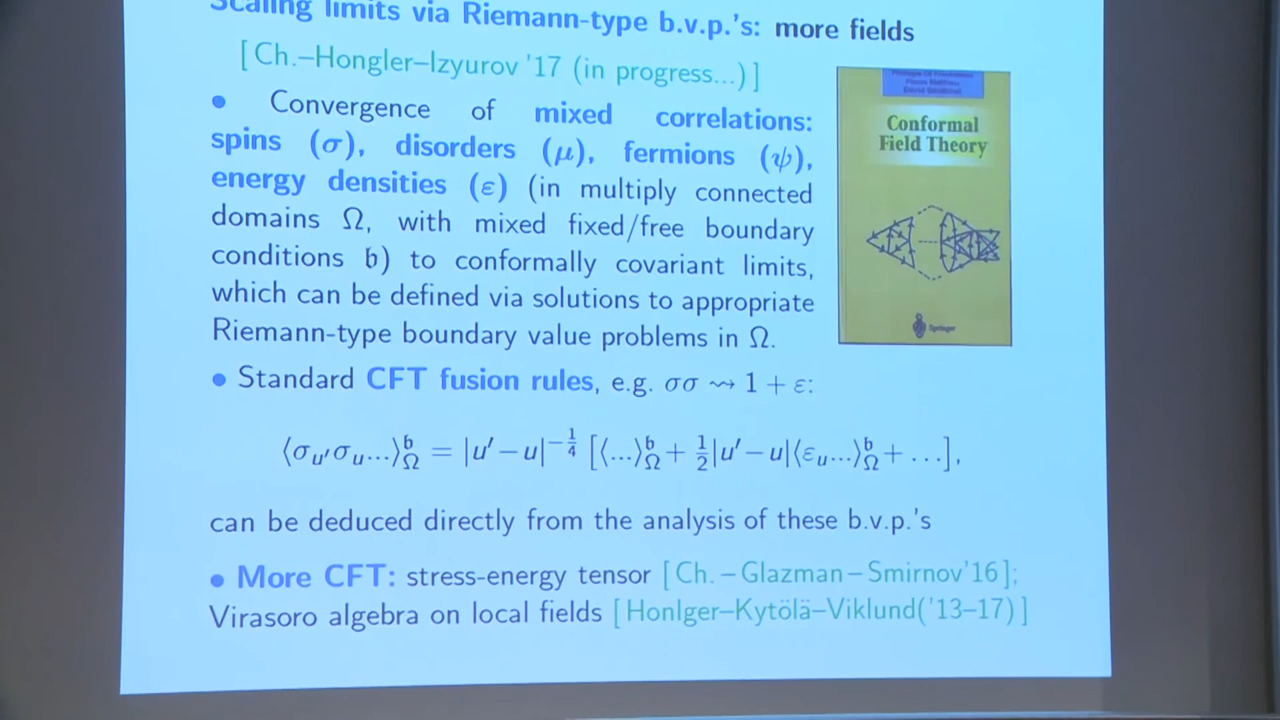 Scaling limits via Riemann-type b.v.p.'s: more fields
[Ch.–Hongler–Izyurov '17 (in progress...)]
• Convergence of mixed correlations:
spins (σ), disorders (μ), fermions (ψ),
energy densities (ε) (in multiply connected
domains Ω, with mixed fixed/free boundary
conditions b) to conformally covariant limits,
which can be defined via solutions to appropriate
Riemann-type boundary value problems in Ω.
Conformal
Field Theory
Springer
• Standard CFT fusion rules, e.g. σσ ⇝ 1 + ε:
⟨σ_{u'}σ_u...⟩_Ω^b = |u' − u|^{−1/4} [⟨...⟩_Ω^b + ½|u' − u|⟨ε_u...⟩_Ω^b + ...],
can be deduced directly from the analysis of these b.v.p.'s
• More CFT: stress-energy tensor [Ch. – Glazman – Smirnov'16];
Virasoro algebra on local fields [Honlger–Kytölä–Viklund('13–17)]